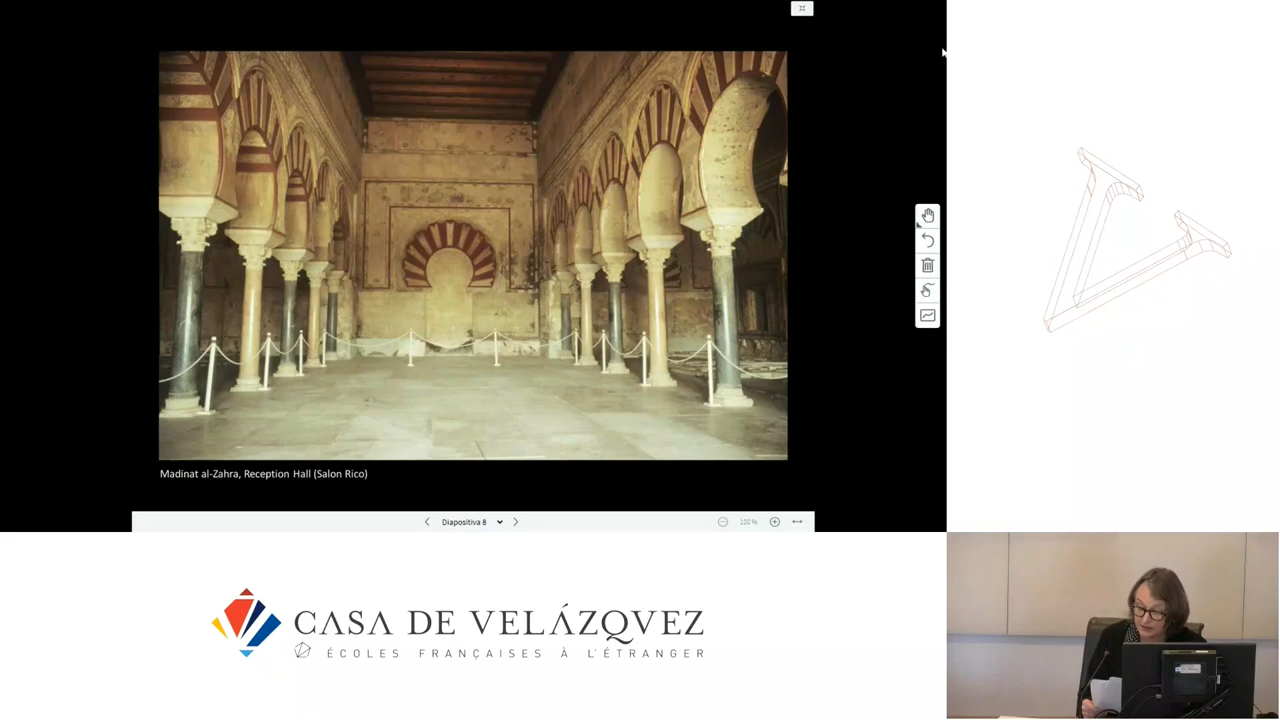 Madinat al-Zahra, Reception Hall (Salon Rico)
Diapositiva 8
100 %
CASA DE VELÁZQVEZ
ÉCOLES FRANÇAISES À L'ÉTRANGER